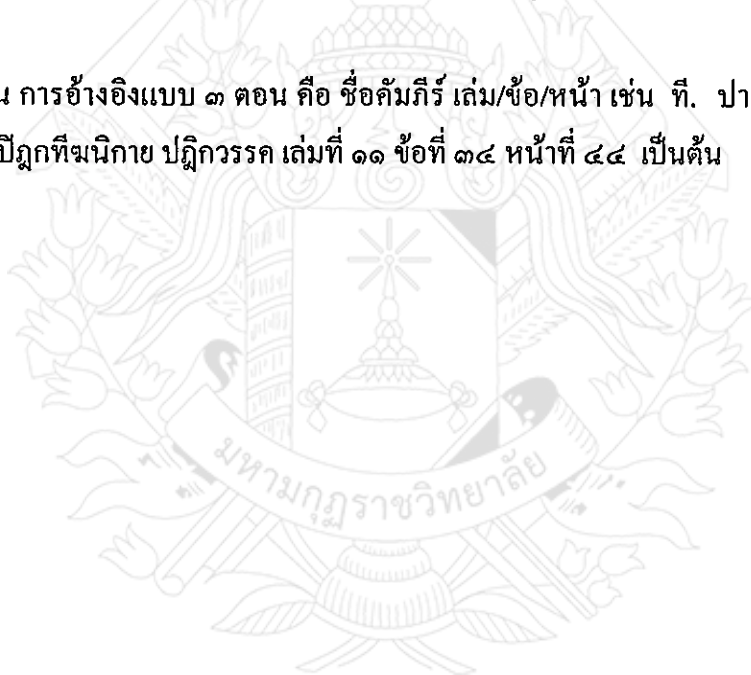 น การอ้างอิงแบบ ๓ ตอน คือ ชื่อคัมภีร์ เล่ม/ข้อ/หน้า เช่น ที. ปา
ปิฎกทีฆนิกาย ปฎิกวรรค เล่มที่ ๑๑ ข้อที่ ๓๔ หน้าที่ ๔๔ เป็นต้น
มหามกุฏราชวิทยาลัย